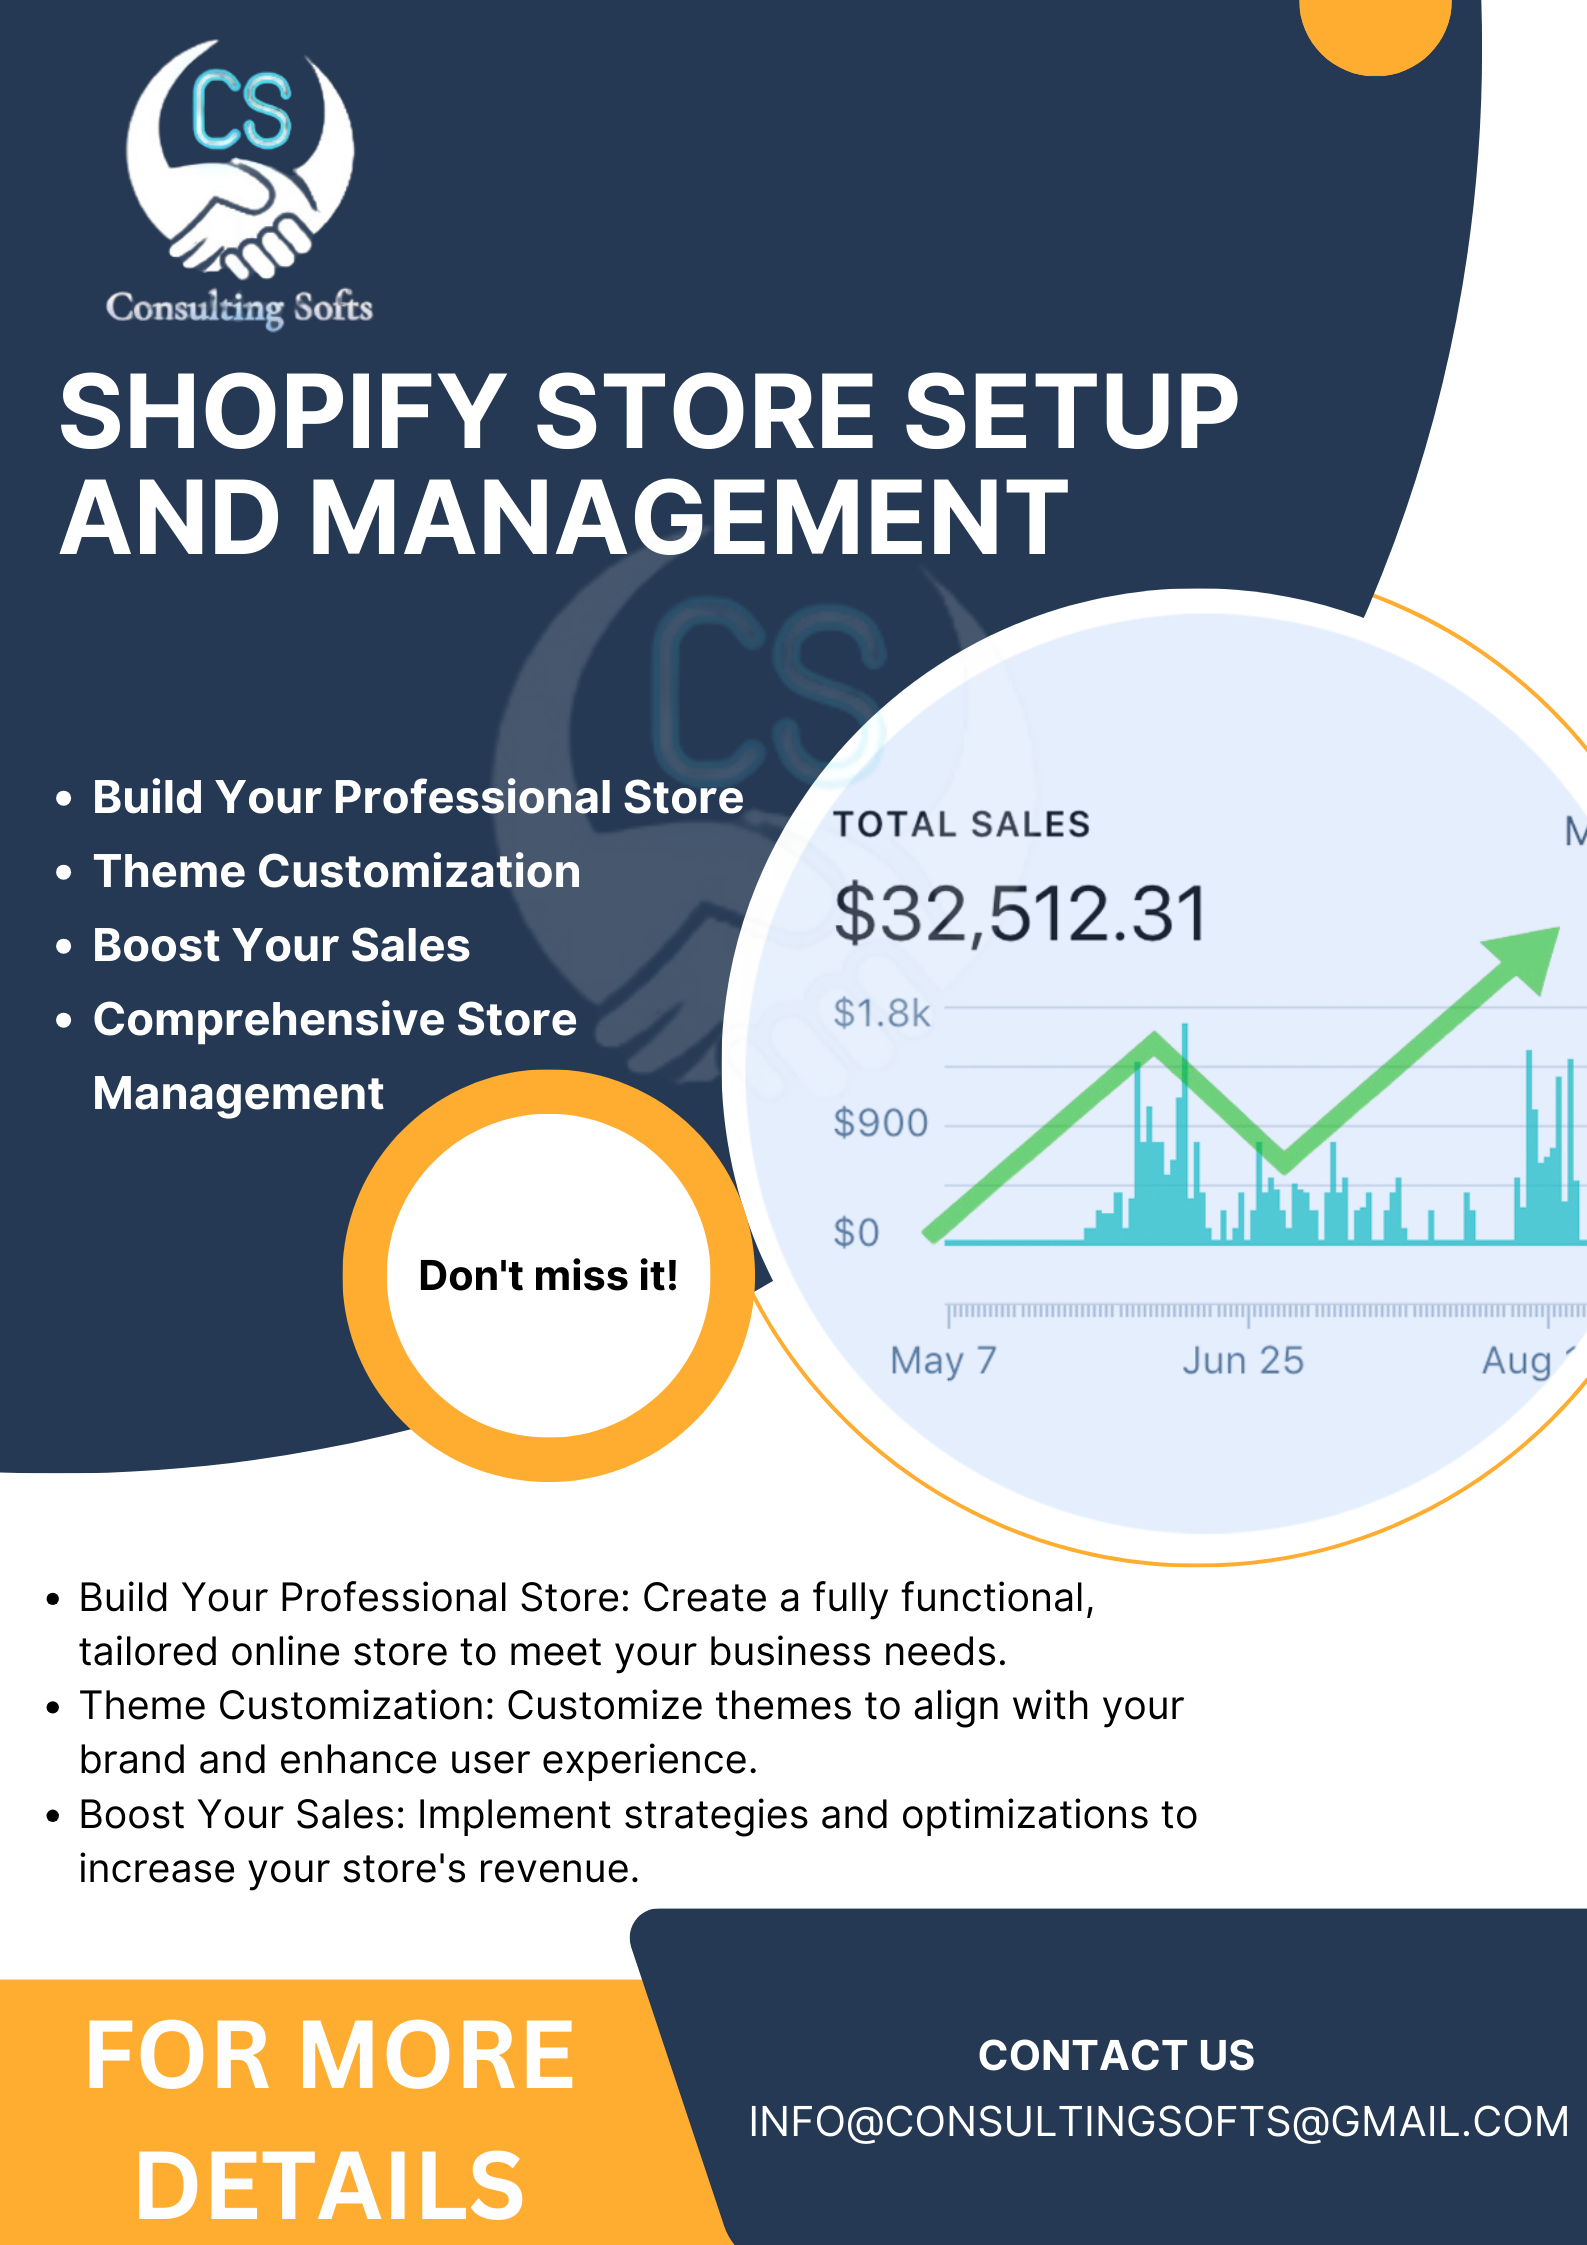 CS
Consulting Softs
SHOPIFY STORE SETUP
AND MANAGEMENT
CS
• Build Your Professional Store
• Theme Customization
• Boost Your Sales
• Comprehensive Store
Management
Don't miss it!
TOTAL SALES
M
$32,512.31
$1.8k
$900
$0
May 7
Jun 25
Aug
• Build Your Professional Store: Create a fully functional,
tailored online store to meet your business needs.
• Theme Customization: Customize themes to align with your
brand and enhance user experience.
• Boost Your Sales: Implement strategies and optimizations to
increase your store's revenue.
FOR MORE
DETAILS
CONTACT US
INFO@CONSULTINGSOFTS@GMAIL.COM